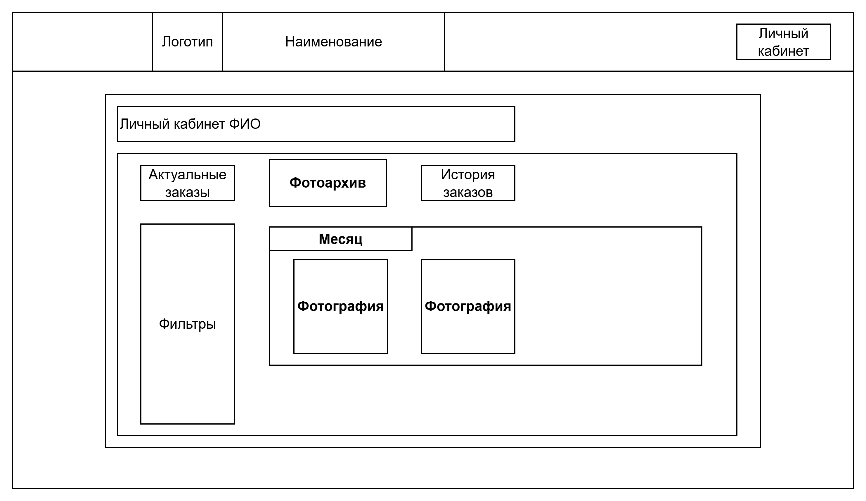 Логотип
Наименование
Личный
кабинет
Личный кабинет ФИО
Актуальные
заказы
Фотоархив
История
заказов
Фильтры
Месяц
Фотография
Фотография